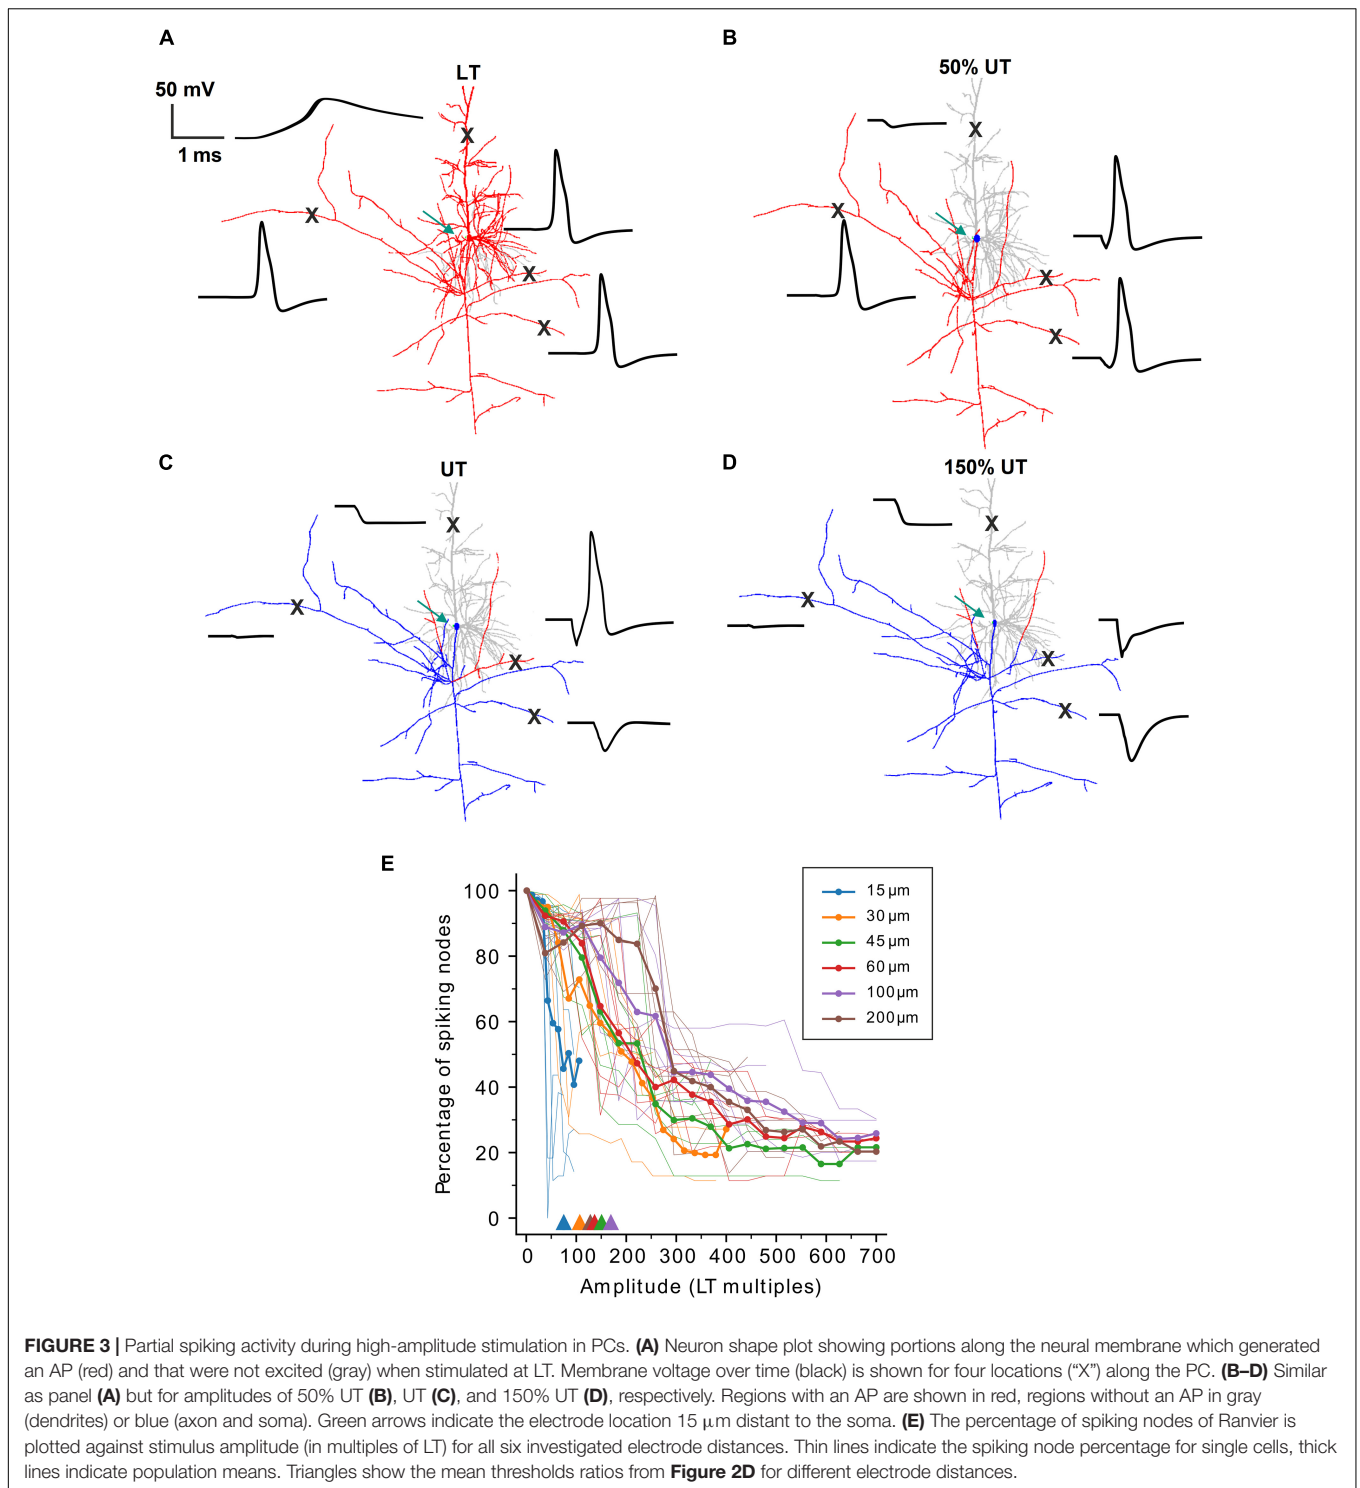 A
B
LT
50% UT
50 mV
1 ms
X
X
X
X
X
X
X
X
C
D
UT
150% UT
X
X
X
X
X
X
X
X
E
100
80
60
40
20
0
Percentage of spiking nodes
0 100 200 300 400 500 600 700
Amplitude (LT multiples)
15 µm
30 µm
45 µm
60 µm
100 µm
200 µm
FIGURE 3 | Partial spiking activity during high-amplitude stimulation in PCs. (A) Neuron shape plot showing portions along the neural membrane which generated
an AP (red) and that were not excited (gray) when stimulated at LT. Membrane voltage over time (black) is shown for four locations (“X”) along the PC. (B–D) Similar
as panel (A) but for amplitudes of 50% UT (B), UT (C), and 150% UT (D), respectively. Regions with an AP are shown in red, regions without an AP in gray
(dendrites) or blue (axon and soma). Green arrows indicate the electrode location 15 µm distant to the soma. (E) The percentage of spiking nodes of Ranvier is
plotted against stimulus amplitude (in multiples of LT) for all six investigated electrode distances. Thin lines indicate the spiking node percentage for single cells, thick
lines indicate population means. Triangles show the mean thresholds ratios from Figure 2D for different electrode distances.